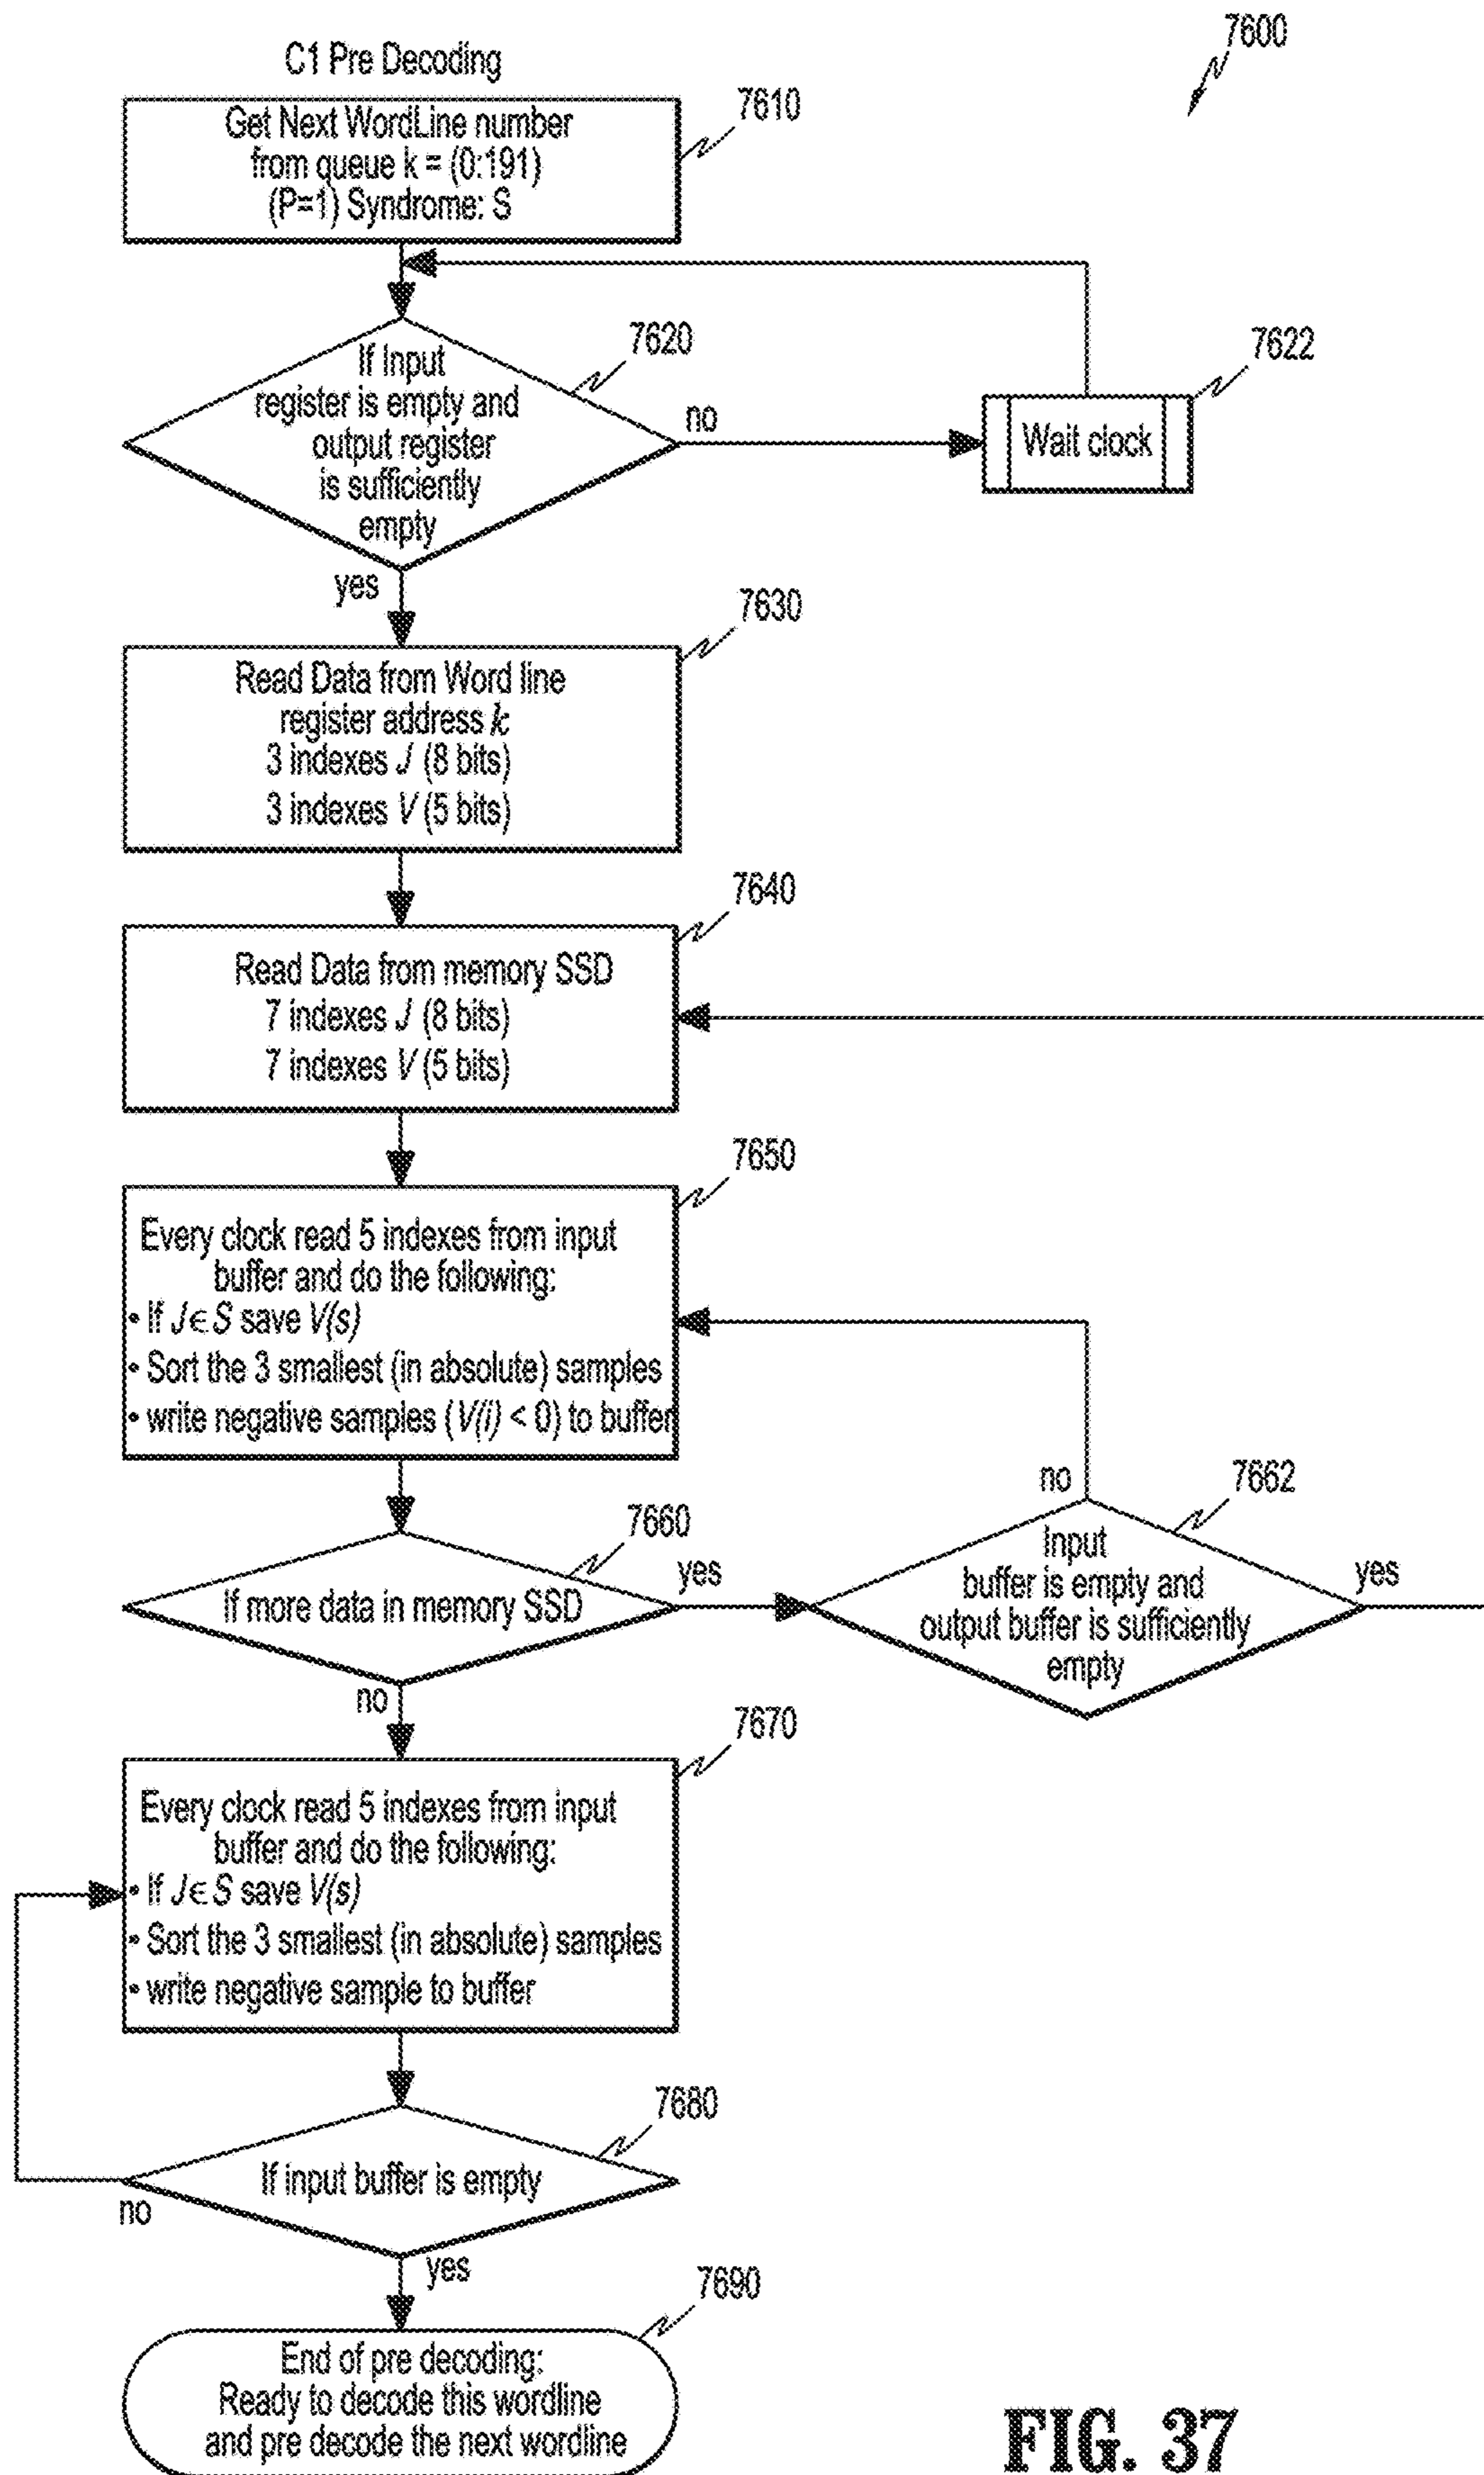 7600
C1 Pre Decoding
7610
Get Next WordLine number
from queue k = (0:191)
(P=1) Syndrome: S
7620
If Input
register is empty and
output register
is sufficiently
empty
no
7622
Wait clock
yes
7630
Read Data from Word line
register address k
3 indexes J (8 bits)
3 indexes V (5 bits)
7640
Read Data from memory SSD
7 indexes J (8 bits)
7 indexes V (5 bits)
7650
Every clock read 5 indexes from input
buffer and do the following:
• If J∈S save V(s)
• Sort the 3 smallest (in absolute) samples
• write negative samples (V(i) < 0) to buffer
7660
If more data in memory SSD
yes
no
7662
Input
buffer is empty and
output buffer is sufficiently
empty
yes
no
7670
Every clock read 5 indexes from input
buffer and do the following:
• If J∈S save V(s)
• Sort the 3 smallest (in absolute) samples
• write negative sample to buffer
7680
If input buffer is empty
no
yes
7690
End of pre decoding:
Ready to decode this wordline
and pre decode the next wordline
FIG. 37